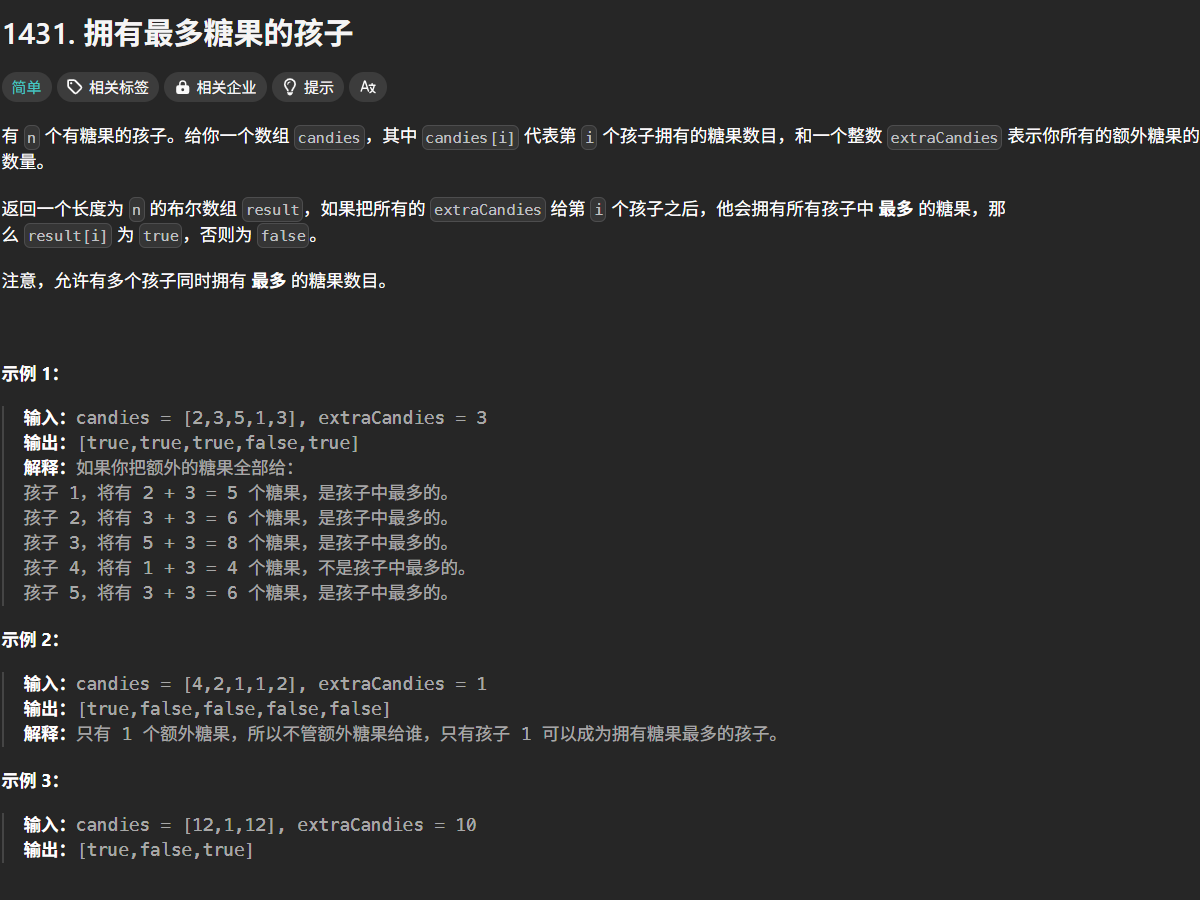 1431. 拥有最多糖果的孩子
简单 相关标签 相关企业 提示 Az
有 n 个有糖果的孩子。给你一个数组 candies，其中 candies[i] 代表第 i 个孩子拥有的糖果数目，和一个整数 extraCandies 表示你所有的额外糖果的
数量。
返回一个长度为 n 的布尔数组 result，如果把所有的 extraCandies 给第 i 个孩子之后，他会拥有所有孩子中 最多 的糖果，那
么 result[i] 为 true，否则为 false。
注意，允许有多个孩子同时拥有 最多 的糖果数目。
示例 1：
输入：candies = [2,3,5,1,3], extraCandies = 3
输出：[true,true,true,false,true]
解释：如果你把额外的糖果全部给：
孩子 1，将有 2 + 3 = 5 个糖果，是孩子中最多的。
孩子 2，将有 3 + 3 = 6 个糖果，是孩子中最多的。
孩子 3，将有 5 + 3 = 8 个糖果，是孩子中最多的。
孩子 4，将有 1 + 3 = 4 个糖果，不是孩子中最多的。
孩子 5，将有 3 + 3 = 6 个糖果，是孩子中最多的。
示例 2：
输入：candies = [4,2,1,1,2], extraCandies = 1
输出：[true,false,false,false,false]
解释：只有 1 个额外糖果，所以不管额外糖果给谁，只有孩子 1 可以成为拥有糖果最多的孩子。
示例 3：
输入：candies = [12,1,12], extraCandies = 10
输出：[true,false,true]